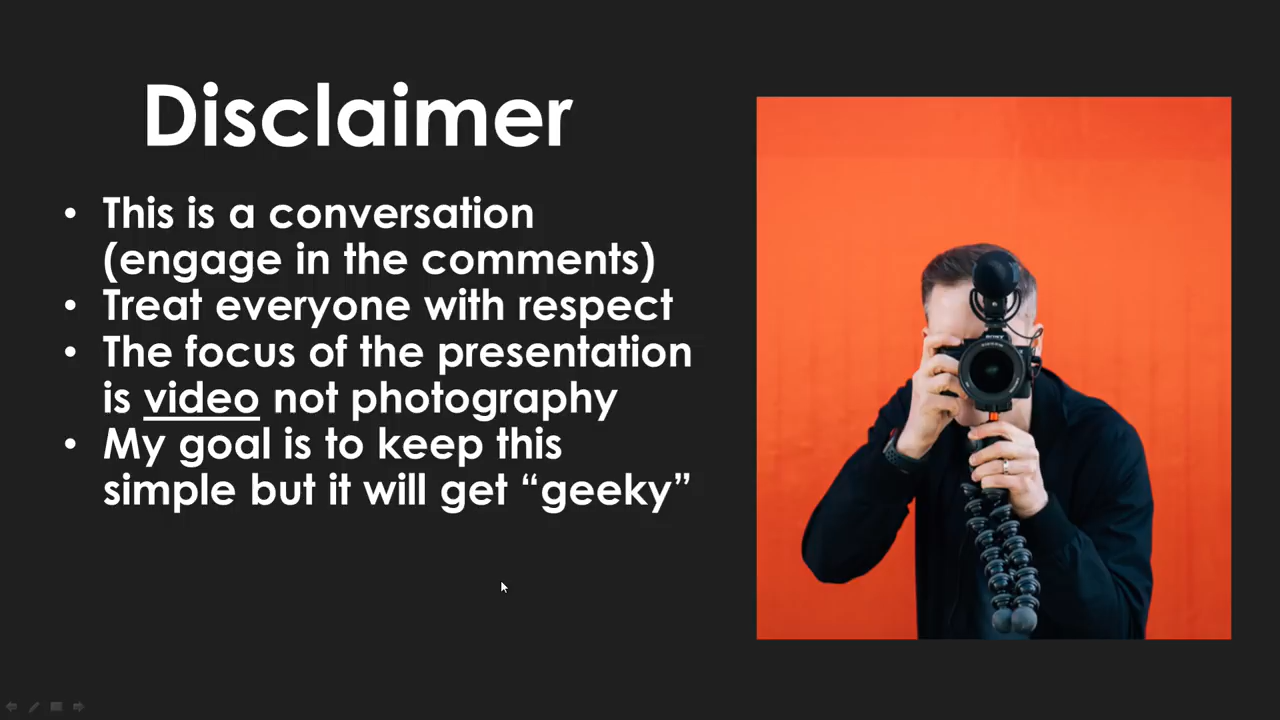 Disclaimer
• This is a conversation
(engage in the comments)
• Treat everyone with respect
• The focus of the presentation
is video not photography
• My goal is to keep this
simple but it will get “geeky”